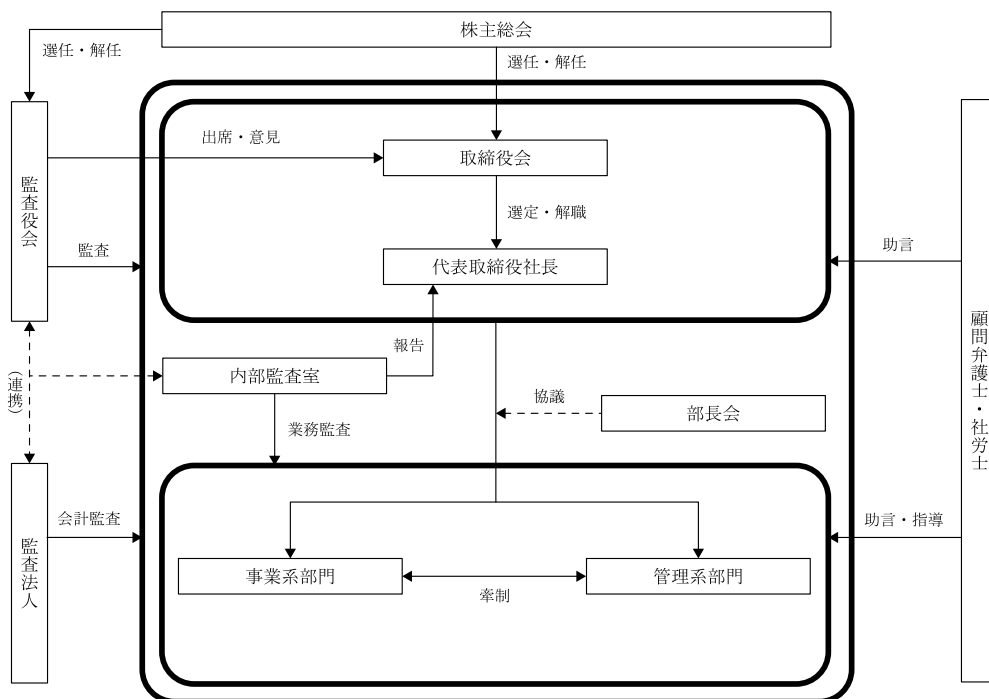 株主総会
選任・解任
選任・解任
出席・意見
取締役会
監査役会
選定・解職
監査
助言
代表取締役社長
顧問弁護士・社労士
報告
内部監査室
(連携)
協議
部長会
業務監査
会計監査
助言・指導
監査法人
事業系部門
管理系部門
牽制